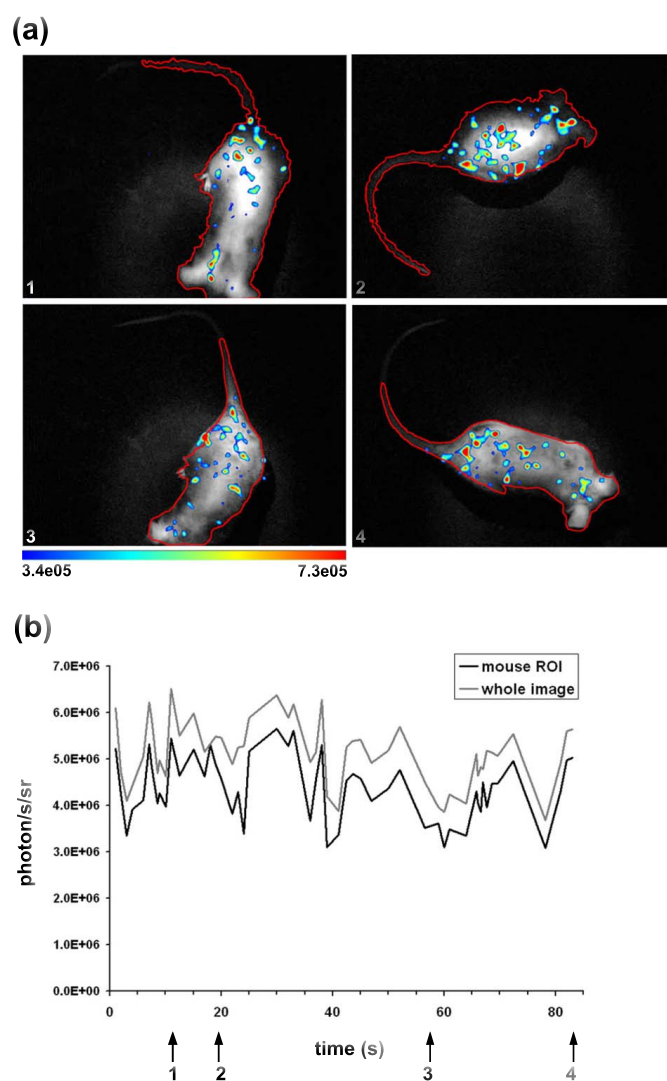 (a)
1
2
3
4
3.4e05 7.3e05
(b)
mouse ROI
whole image
7.0E+06
6.0E+06
5.0E+06
4.0E+06
3.0E+06
2.0E+06
1.0E+06
0.0E+00
photon/s/sr
0 20 40 60 80
time (s)
1 2 3 4